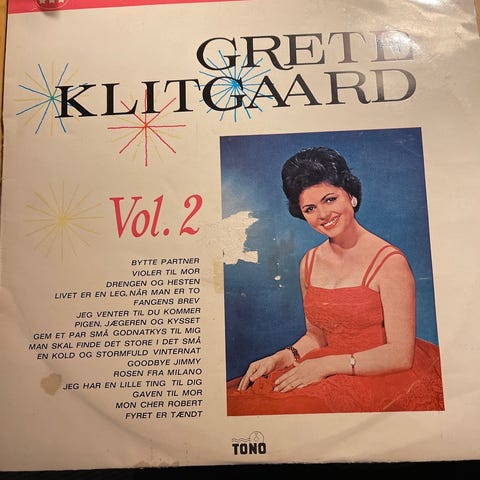 GRETE
KLITGAARD
Vol. 2
BYTTE PARTNER
VIOLER TIL MOR
DRENGEN OG HESTEN
LIVET ER EN LEG, NÅR MAN ER TO
FANGENS BREV
JEG VENTER TIL DU KOMMER
PIGEN, JÆGEREN OG KYSSET
GEM ET PAR SMÅ GODNATKYS TIL MIG
MAN SKAL FINDE DET STORE I DET SMÅ
EN KOLD OG STORMFULD VINTERNAT
GOODBYE JIMMY
ROSEN FRA MILANO
JEG HAR EN LILLE TING TIL DIG
GAVEN TIL MOR
MON CHER ROBERT
FYRET ER TÆNDT
TONO